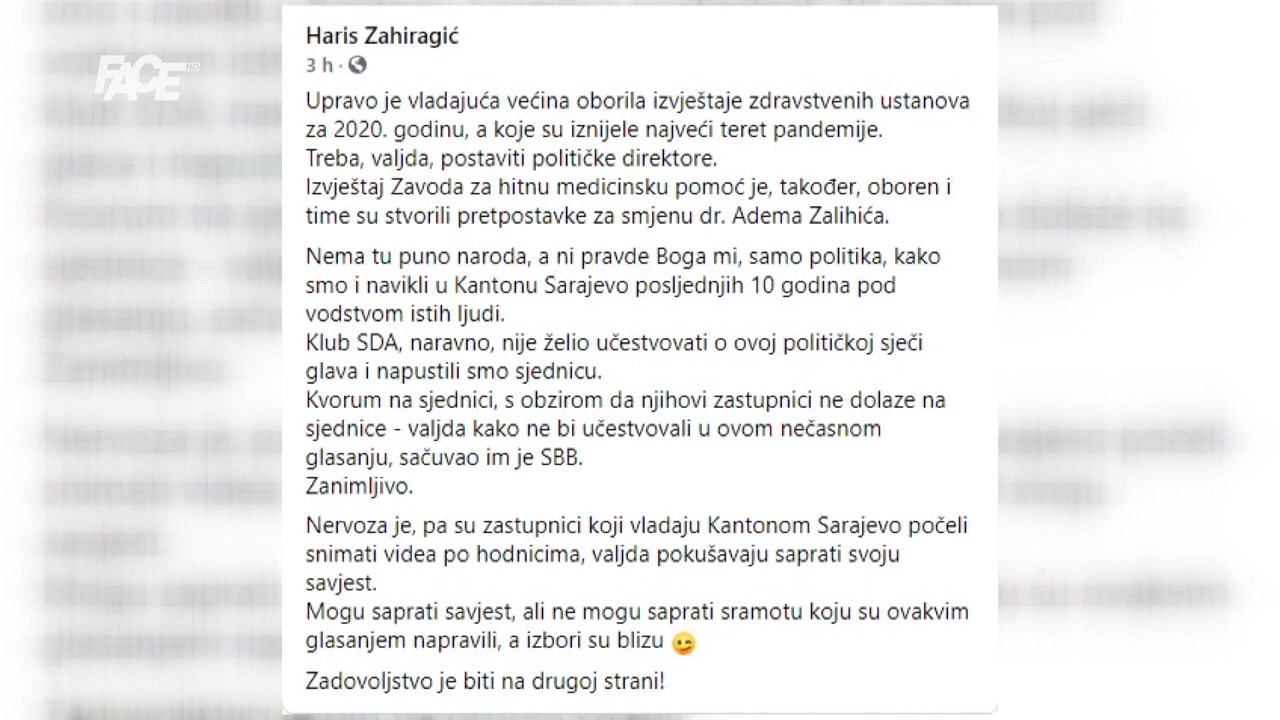 FACE HD
Haris Zahiragić
3 h ·
Upravo je vladajuća većina oborila izvještaje zdravstvenih ustanova
za 2020. godinu, a koje su iznijele najveći teret pandemije.
Treba, valjda, postaviti političke direktore.
Izvještaj Zavoda za hitnu medicinsku pomoć je, također, oboren i
time su stvorili pretpostavke za smjenu dr. Adema Zalihića.
Nema tu puno naroda, a ni pravde Boga mi, samo politika, kako
smo i navikli u Kantonu Sarajevo posljednjih 10 godina pod
vodstvom istih ljudi.
Klub SDA, naravno, nije želio učestvovati o ovoj političkoj sječi
glava i napustili smo sjednicu.
Kvorum na sjednici, s obzirom da njihovi zastupnici ne dolaze na
sjednice - valjda kako ne bi učestvovali u ovom nečasnom
glasanju, sačuvao im je SBB.
Zanimljivo.
Nervoza je, pa su zastupnici koji vladaju Kantonom Sarajevo počeli
snimati videa po hodnicima, valjda pokušavaju saprati svoju
savjest.
Mogu saprati savjest, ali ne mogu saprati sramotu koju su ovakvim
glasanjem napravili, a izbori su blizu 😉
Zadovoljstvo je biti na drugoj strani!